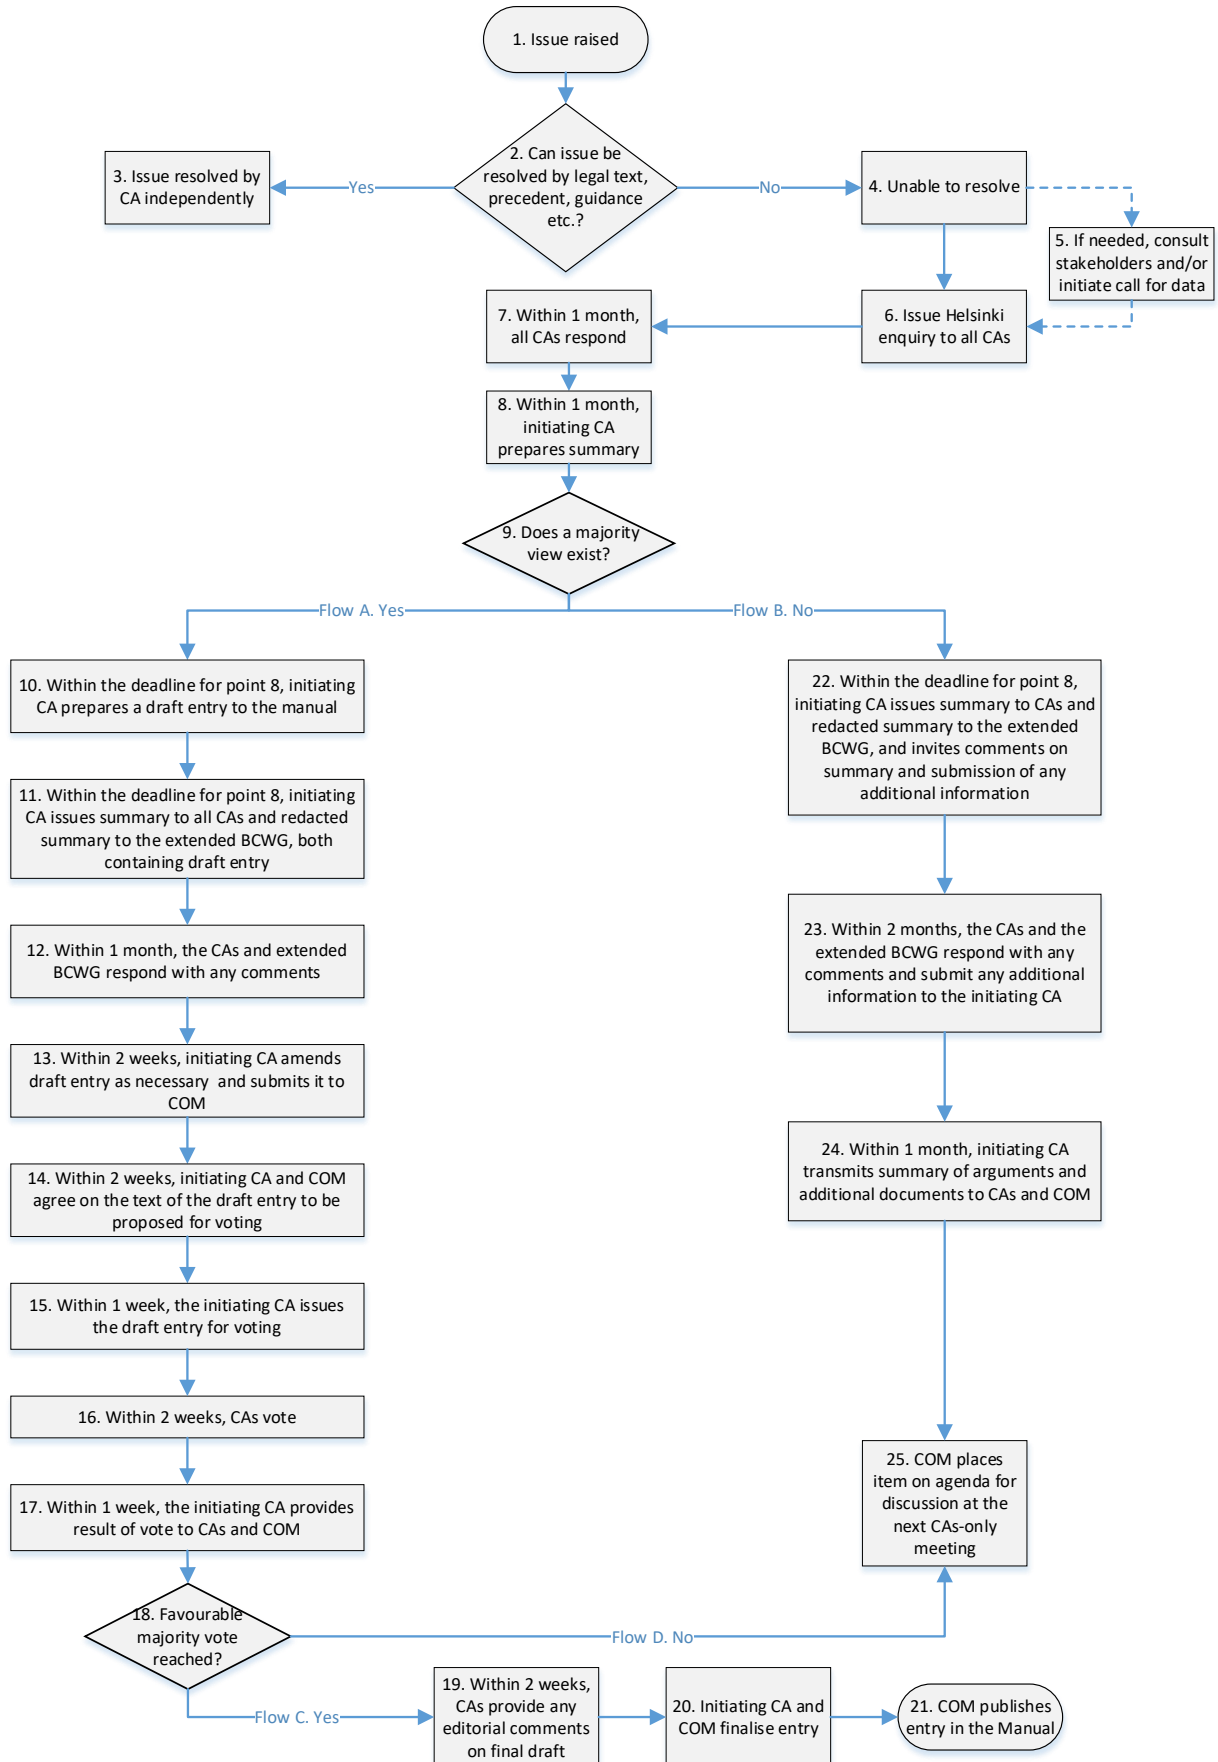 1. Issue raised
2. Can issue be
resolved by legal text,
precedent, guidance
etc.?
Yes
No
3. Issue resolved by
CA independently
4. Unable to resolve
5. If needed, consult
stakeholders and/or
initiate call for data
6. Issue Helsinki
enquiry to all CAs
7. Within 1 month,
all CAs respond
8. Within 1 month,
initiating CA
prepares summary
9. Does a majority
view exist?
Flow A. Yes
Flow B. No
10. Within the deadline for point 8, initiating
CA prepares a draft entry to the manual
11. Within the deadline for point 8, initiating
CA issues summary to all CAs and redacted
summary to the extended BCWG, both
containing draft entry
12. Within 1 month, the CAs and extended
BCWG respond with any comments
13. Within 2 weeks, initiating CA amends
draft entry as necessary  and submits it to
COM
14. Within 2 weeks, initiating CA and COM
agree on the text of the draft entry to be
proposed for voting
15. Within 1 week, the initiating CA issues
the draft entry for voting
16. Within 2 weeks, CAs vote
17. Within 1 week, the initiating CA provides
result of vote to CAs and COM
18. Favourable
majority vote
reached?
22. Within the deadline for point 8,
initiating CA issues summary to CAs and
redacted summary to the extended
BCWG, and invites comments on
summary and submission of any
additional information
23. Within 2 months, the CAs and the
extended BCWG respond with any
comments and submit any additional
information to the initiating CA
24. Within 1 month, initiating CA
transmits summary of arguments and
additional documents to CAs and COM
25. COM places
item on agenda for
discussion at the
next CAs-only
meeting
Flow D. No
Flow C. Yes
19. Within 2 weeks,
CAs provide any
editorial comments
on final draft
20. Initiating CA and
COM finalise entry
21. COM publishes
entry in the Manual